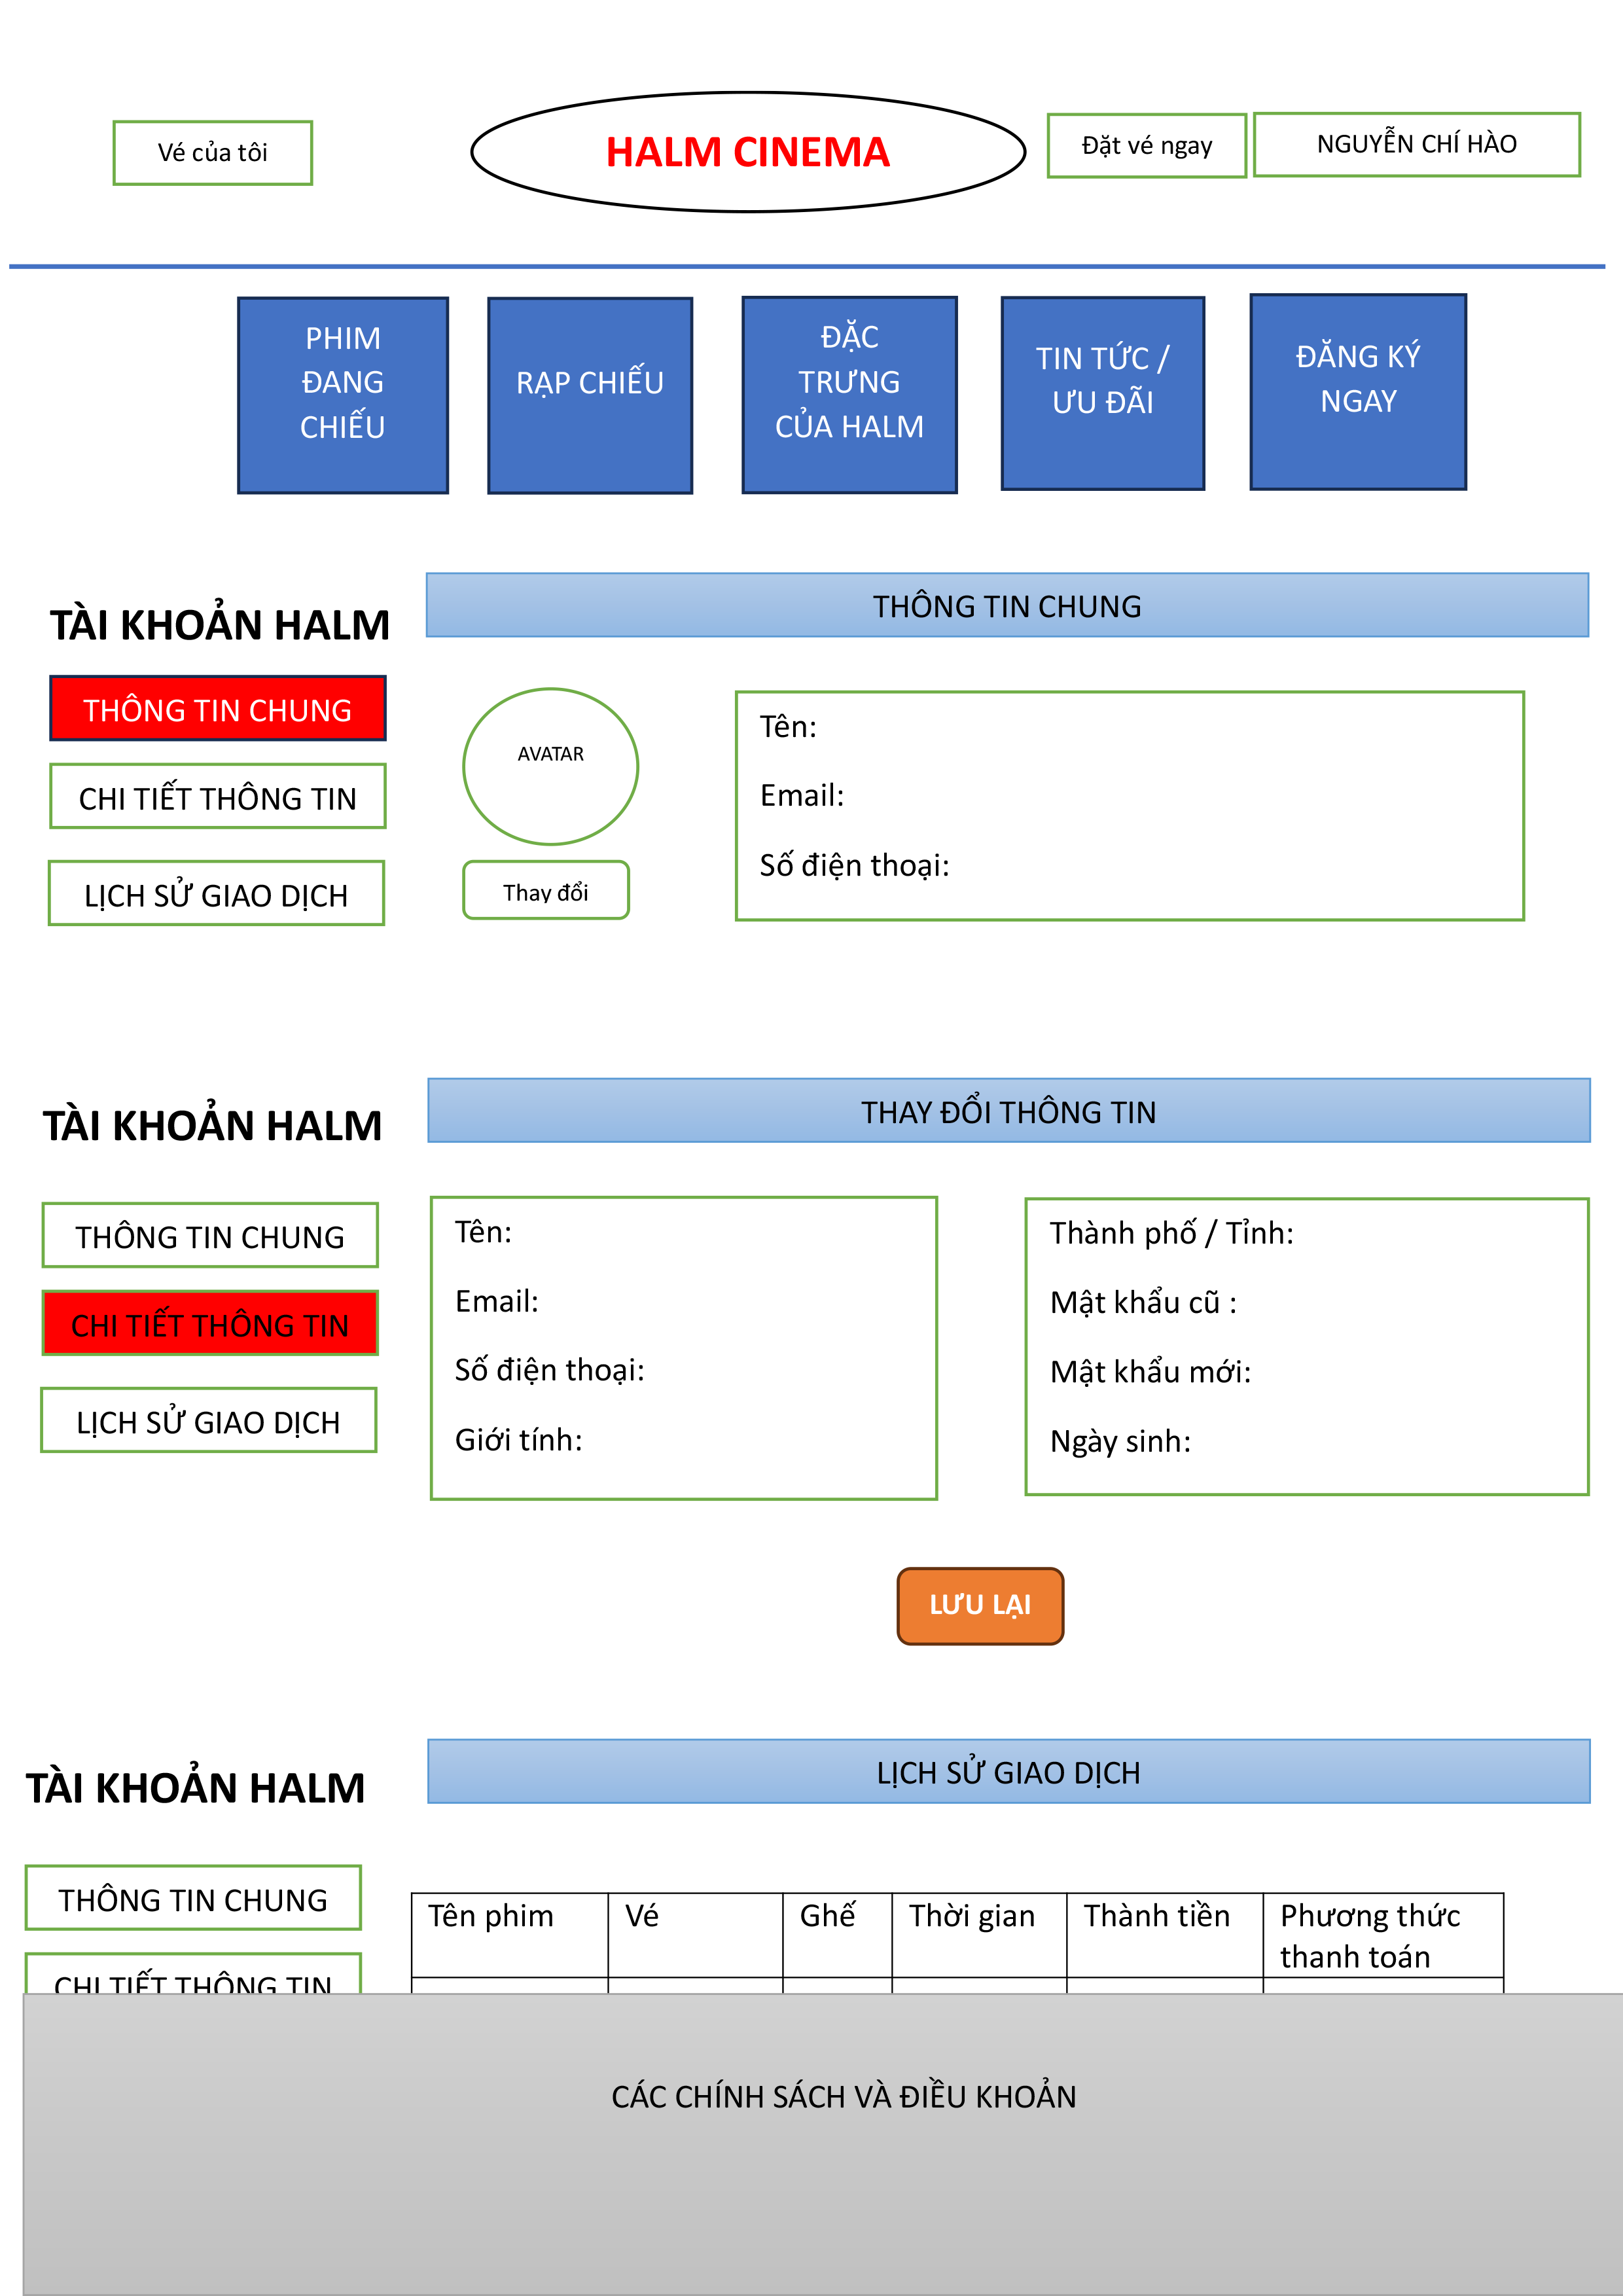 Vé của tôi
HALM CINEMA
Đặt vé ngay
NGUYỄN CHÍ HÀO
PHIM
ĐANG
CHIẾU
RẠP CHIẾU
ĐẶC
TRƯNG
CỦA HALM
TIN TỨC /
ƯU ĐÃI
ĐĂNG KÝ
NGAY
TÀI KHOẢN HALM
THÔNG TIN CHUNG
CHI TIẾT THÔNG TIN
LỊCH SỬ GIAO DỊCH
THÔNG TIN CHUNG
AVATAR
Thay đổi
Tên:
Email:
Số điện thoại:
TÀI KHOẢN HALM
THÔNG TIN CHUNG
CHI TIẾT THÔNG TIN
LỊCH SỬ GIAO DỊCH
THAY ĐỔI THÔNG TIN
Tên:
Email:
Số điện thoại:
Giới tính:
Thành phố / Tỉnh:
Mật khẩu cũ :
Mật khẩu mới:
Ngày sinh:
LƯU LẠI
TÀI KHOẢN HALM
THÔNG TIN CHUNG
CHI TIẾT THÔNG TIN
LỊCH SỬ GIAO DỊCH
Tên phim
Vé
Ghế
Thời gian
Thành tiền
Phương thức
thanh toán
CÁC CHÍNH SÁCH VÀ ĐIỀU KHOẢN